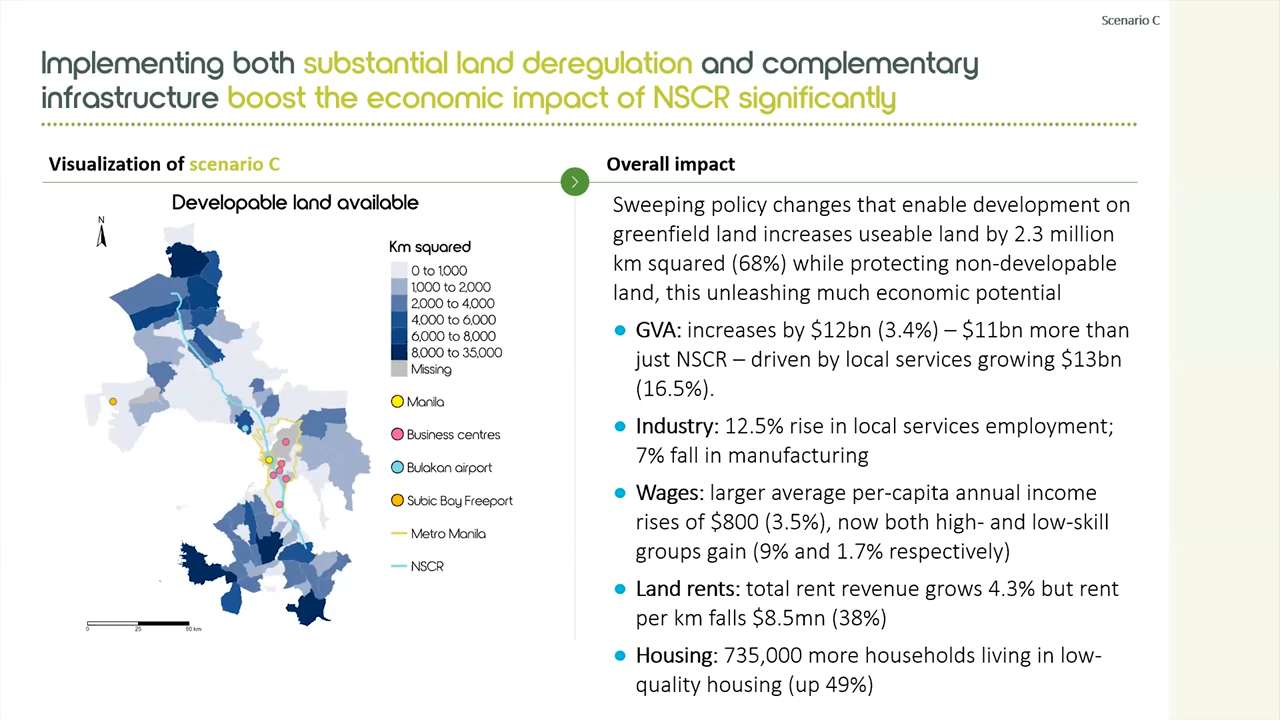 Scenario C
Implementing both substantial land deregulation and complementary
infrastructure boost the economic impact of NSCR significantly
Visualization of scenario C
Developable land available
N
Km squared
0 to 1,000
1,000 to 2,000
2,000 to 4,000
4,000 to 6,000
6,000 to 8,000
8,000 to 35,000
Missing
Manila
Business centres
Bulakan airport
Subic Bay Freeport
Metro Manila
NSCR
0 25 50 km
Overall impact
Sweeping policy changes that enable development on
greenfield land increases useable land by 2.3 million
km squared (68%) while protecting non-developable
land, this unleashing much economic potential
● GVA: increases by $12bn (3.4%) – $11bn more than
just NSCR – driven by local services growing $13bn
(16.5%).
● Industry: 12.5% rise in local services employment;
7% fall in manufacturing
● Wages: larger average per-capita annual income
rises of $800 (3.5%), now both high- and low-skill
groups gain (9% and 1.7% respectively)
● Land rents: total rent revenue grows 4.3% but rent
per km falls $8.5mn (38%)
● Housing: 735,000 more households living in low-
quality housing (up 49%)